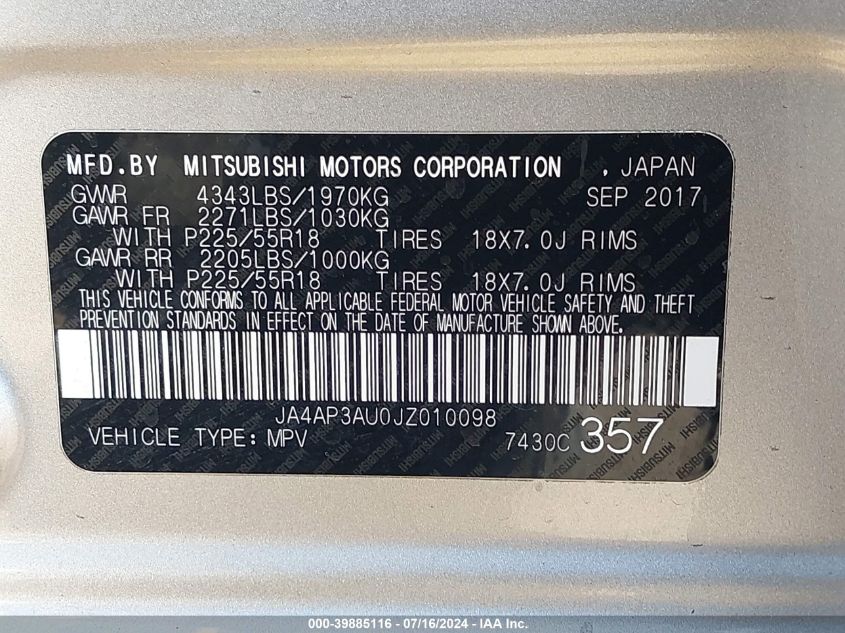 MFD.BY MITSUBISHI MOTORS CORPORATION , JAPAN
GVWR 4343LBS/1970KG SEP 2017
GAWR FR 2271LBS/1030KG
WITH P225/55R18 TIRES 18X7.0J RIMS
GAWR RR 2205LBS/1000KG
WITH P225/55R18 TIRES 18X7.0J RIMS
THIS VEHICLE CONFORMS TO ALL APPLICABLE FEDERAL MOTOR VEHICLE SAFETY AND THEFT
PREVENTION STANDARDS IN EFFECT ON THE DATE OF MANUFACTURE SHOWN ABOVE.
JA4AP3AU0JZ010098
VEHICLE TYPE: MPV 7430C 357
000-39885116 - 07/16/2024 - IAAI.COM